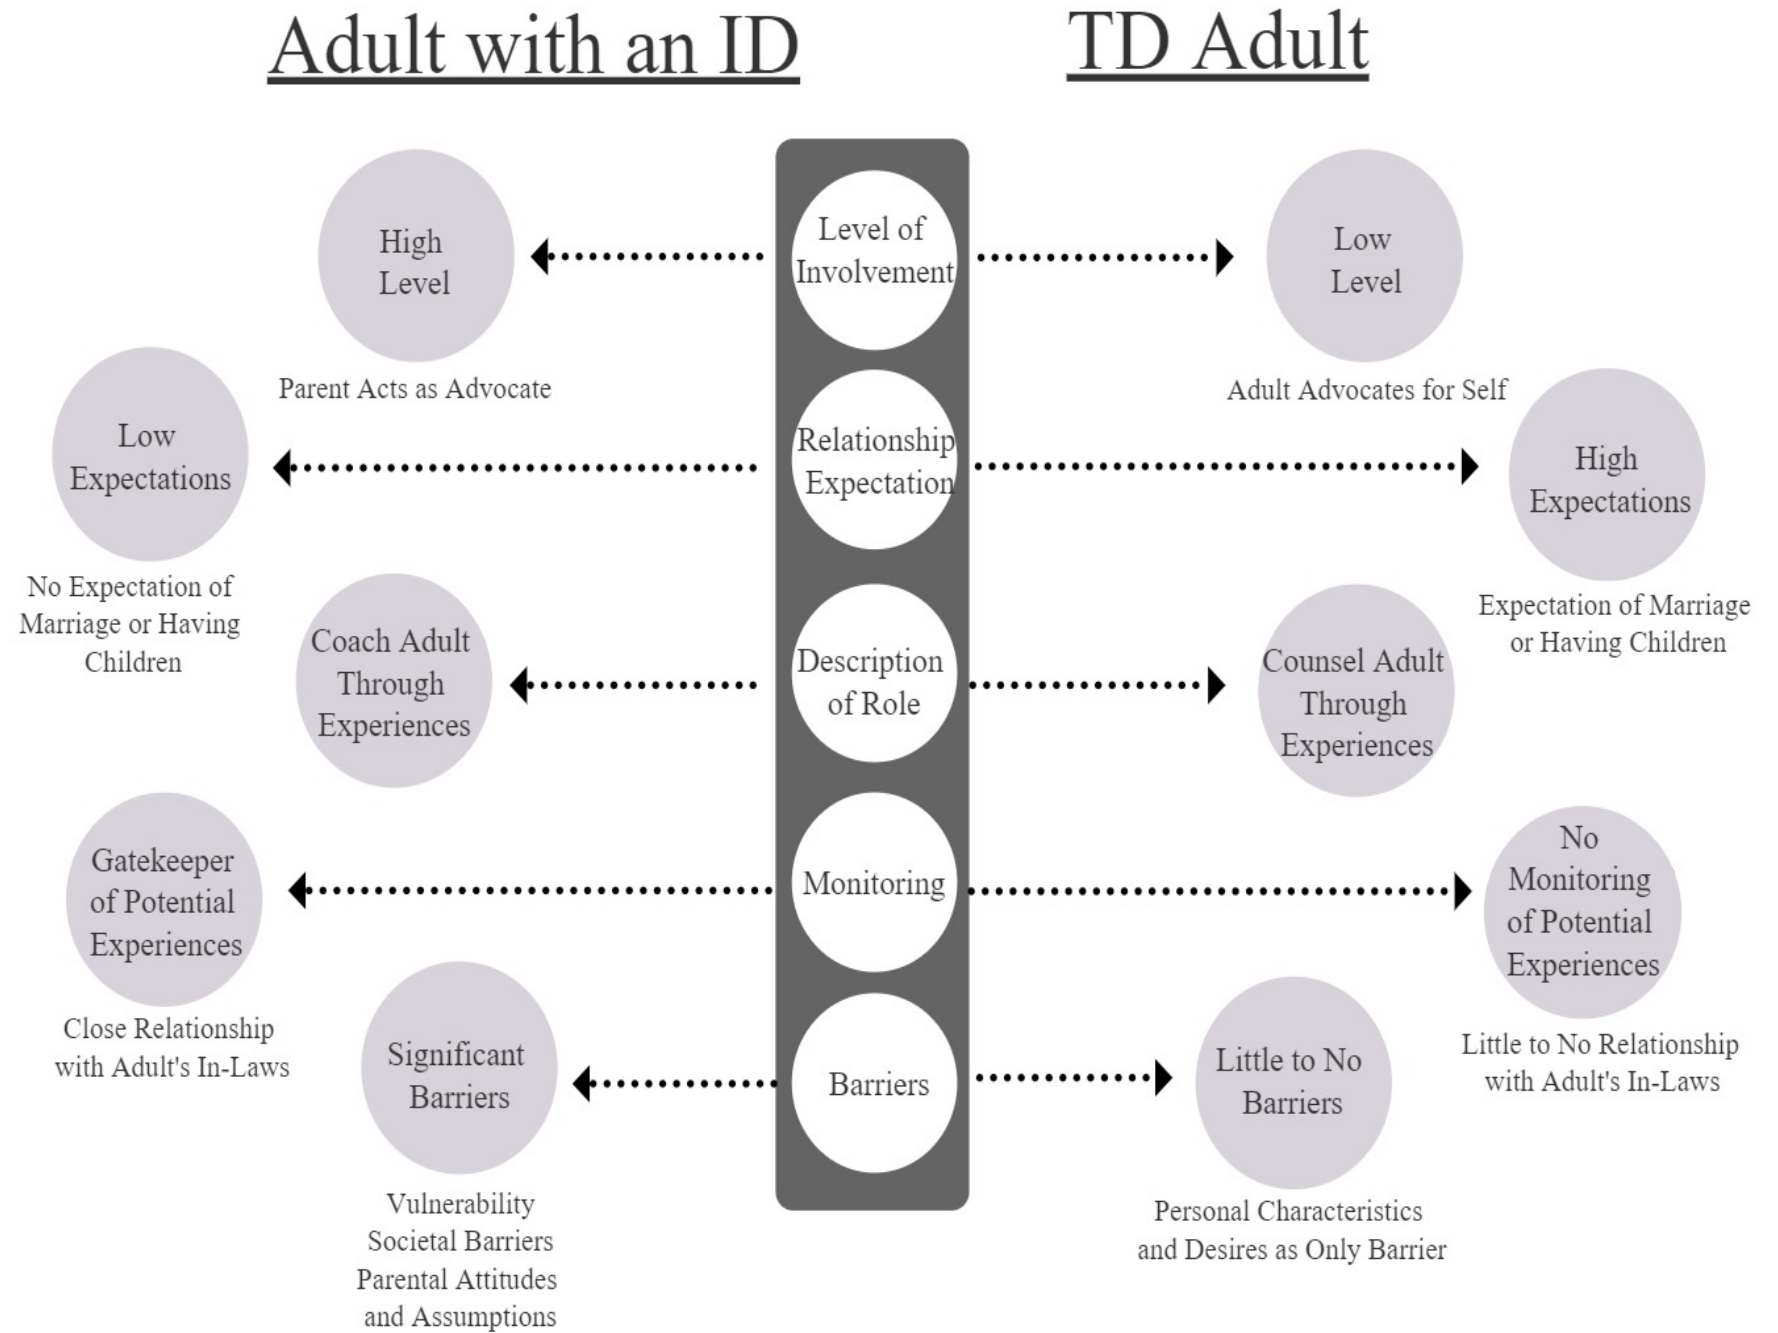 Adult with an ID
TD Adult
High
Level
Parent Acts as Advocate
Level of
Involvement
Low
Level
Adult Advocates for Self
Low
Expectations
No Expectation of
Marriage or Having
Children
Relationship
Expectation
High
Expectations
Expectation of Marriage
or Having Children
Coach Adult
Through
Experiences
Description
of Role
Counsel Adult
Through
Experiences
Gatekeeper
of Potential
Experiences
Close Relationship
with Adult's In-Laws
Monitoring
No
Monitoring
of Potential
Experiences
Little to No Relationship
with Adult's In-Laws
Significant
Barriers
Vulnerability
Societal Barriers
Parental Attitudes
and Assumptions
Barriers
Little to No
Barriers
Personal Characteristics
and Desires as Only Barrier